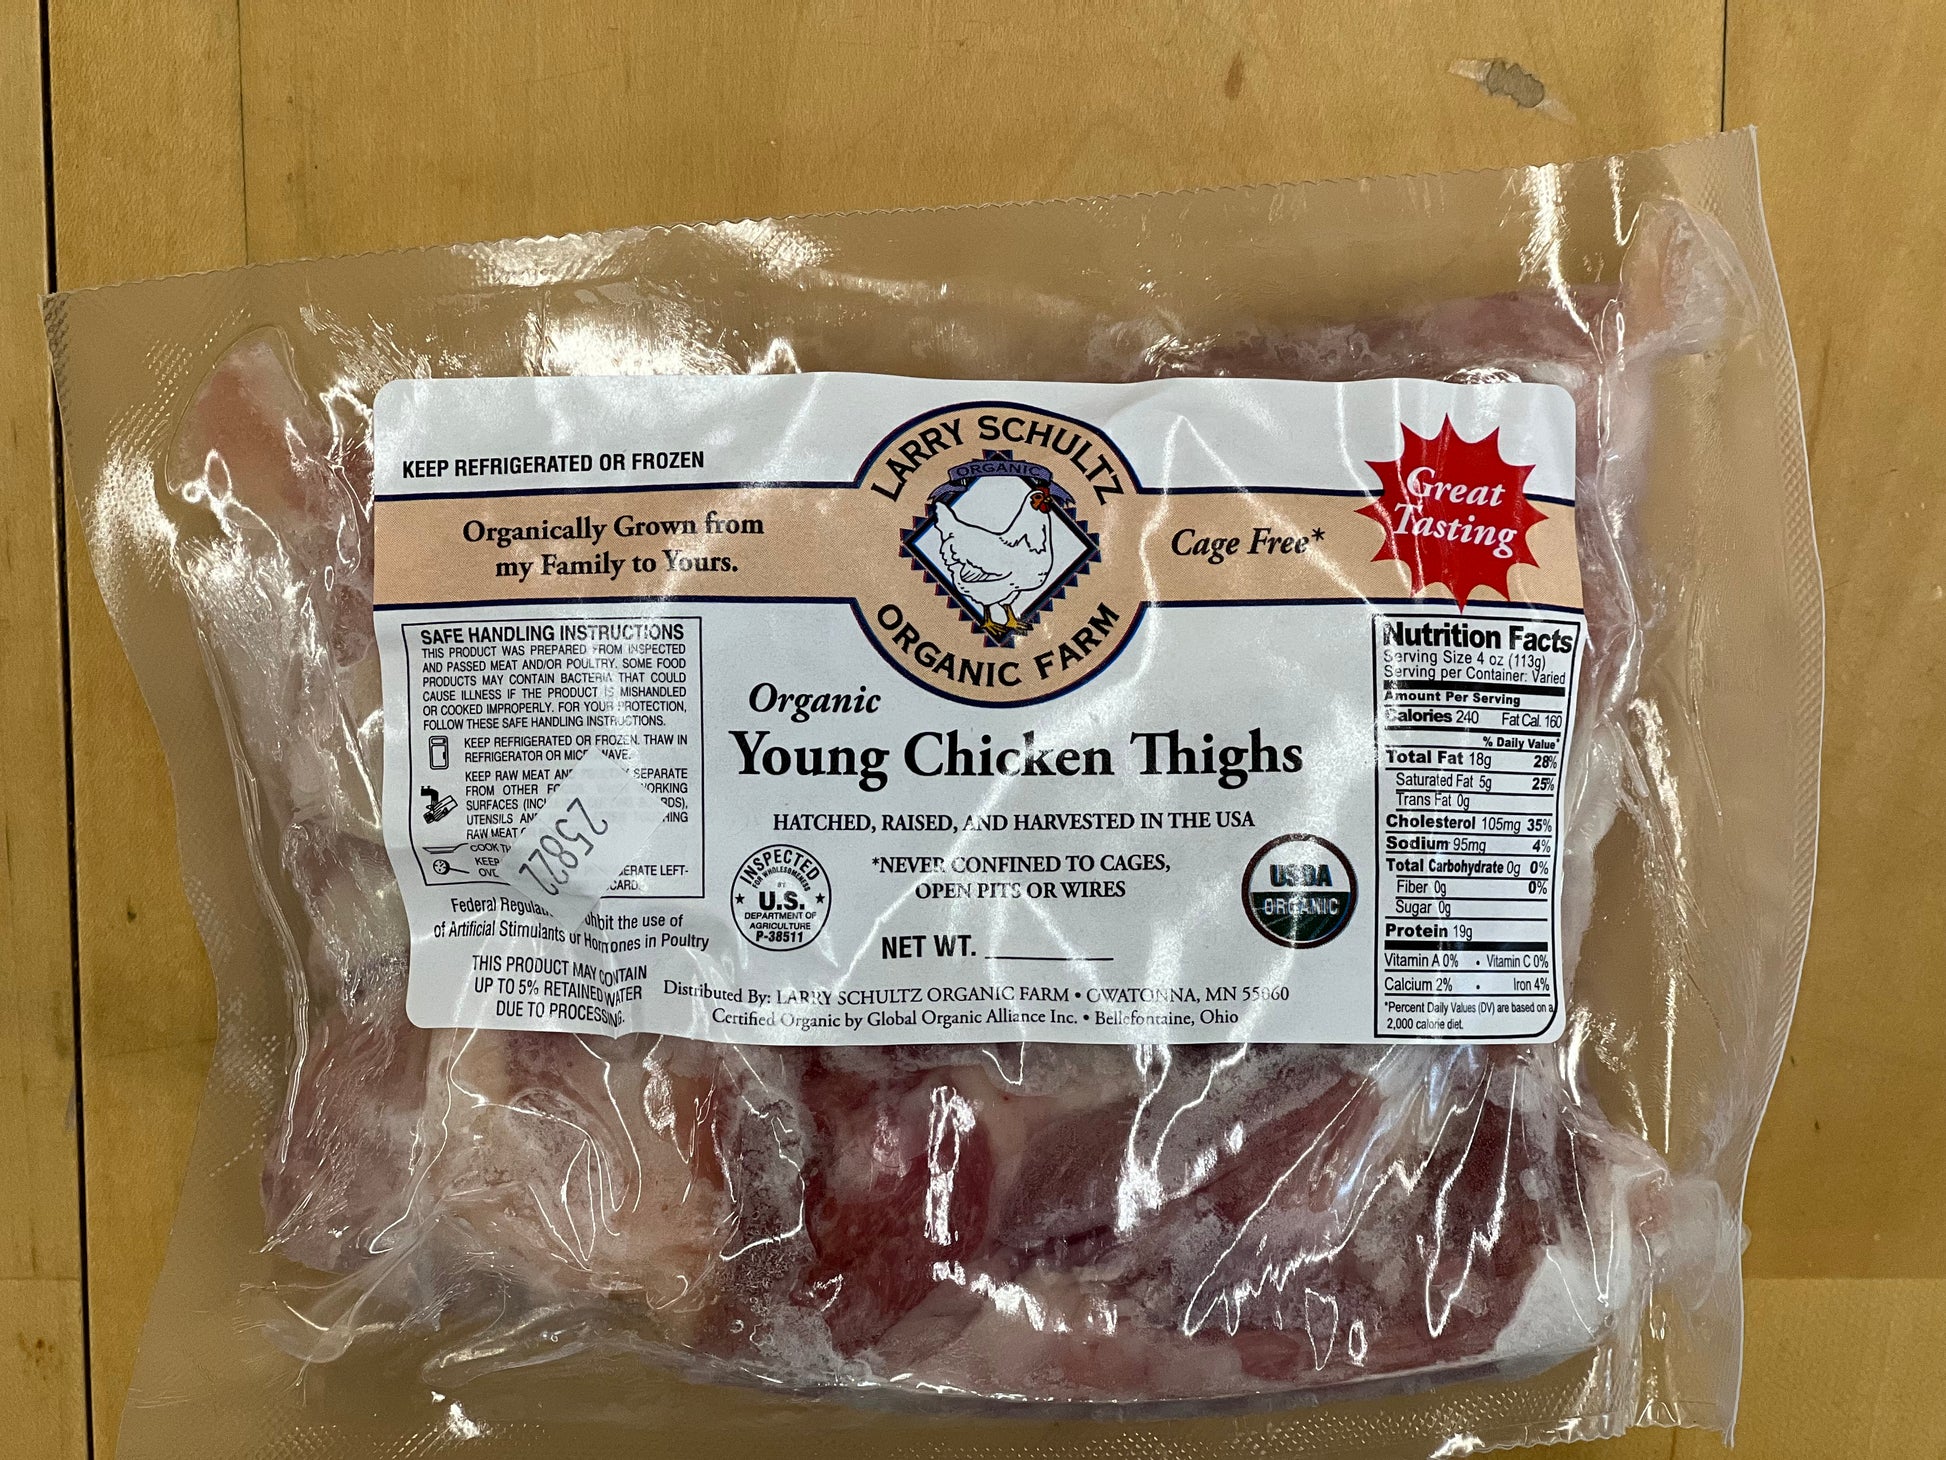 KEEP REFRIGERATED OR FROZEN
Organically Grown from
my Family to Yours.
LARRY SCHULTZ
ORGANIC
ORGANIC FARM
Cage Free*
Great
Tasting
SAFE HANDLING INSTRUCTIONS
THIS PRODUCT WAS PREPARED FROM INSPECTED
AND PASSED MEAT AND/OR POULTRY. SOME FOOD
PRODUCTS MAY CONTAIN BACTERIA THAT COULD
CAUSE ILLNESS IF THE PRODUCT IS MISHANDLED
OR COOKED IMPROPERLY. FOR YOUR PROTECTION,
FOLLOW THESE SAFE HANDLING INSTRUCTIONS.
KEEP REFRIGERATED OR FROZEN. THAW IN
REFRIGERATOR OR MICROWAVE.
KEEP RAW MEAT AND POULTRY SEPARATE
FROM OTHER WORKING
SURFACES
UTENSILS
RAW MEAT
COOK
KEEP
LEFT-
25822
Federal Regulations prohibit the use of
of Artificial Stimulants or Hormones in Poultry
THIS PRODUCT MAY CONTAIN
UP TO 5% RETAINED WATER
DUE TO PROCESSING.
Organic
Young Chicken Thighs
HATCHED, RAISED, AND HARVESTED IN THE USA
*NEVER CONFINED TO CAGES,
OPEN PITS OR WIRES
INSPECTED
FOR WHOLESOMENESS
BY
U.S.
DEPARTMENT OF
AGRICULTURE
P-38511
USDA
ORGANIC
NET WT.
Distributed By: LARRY SCHULTZ ORGANIC FARM • OWATONNA, MN 55060
Certified Organic by Global Organic Alliance Inc. • Bellefontaine, Ohio
Nutrition Facts
Serving Size 4 oz (113g)
Serving per Container: Varied
Amount Per Serving
Calories 240 Fat Cal. 160
% Daily Value*
Total Fat 18g 28%
Saturated Fat 5g 25%
Trans Fat 0g
Cholesterol 105mg 35%
Sodium 95mg 4%
Total Carbohydrate 0g 0%
Fiber 0g 0%
Sugar 0g
Protein 19g
Vitamin A 0% • Vitamin C 0%
Calcium 2% • Iron 4%
*Percent Daily Values (DV) are based on a
2,000 calorie diet.